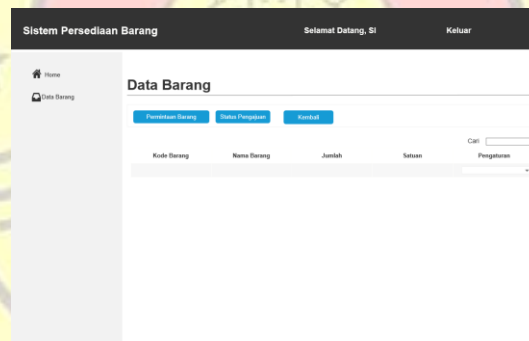 Sistem Persediaan Barang Selamat Datang, SI Keluar
Home
Data Barang
Data Barang
Permintaan Barang Status Pengajuan Kembali
Cari
Kode Barang Nama Barang Jumlah Satuan Pengaturan